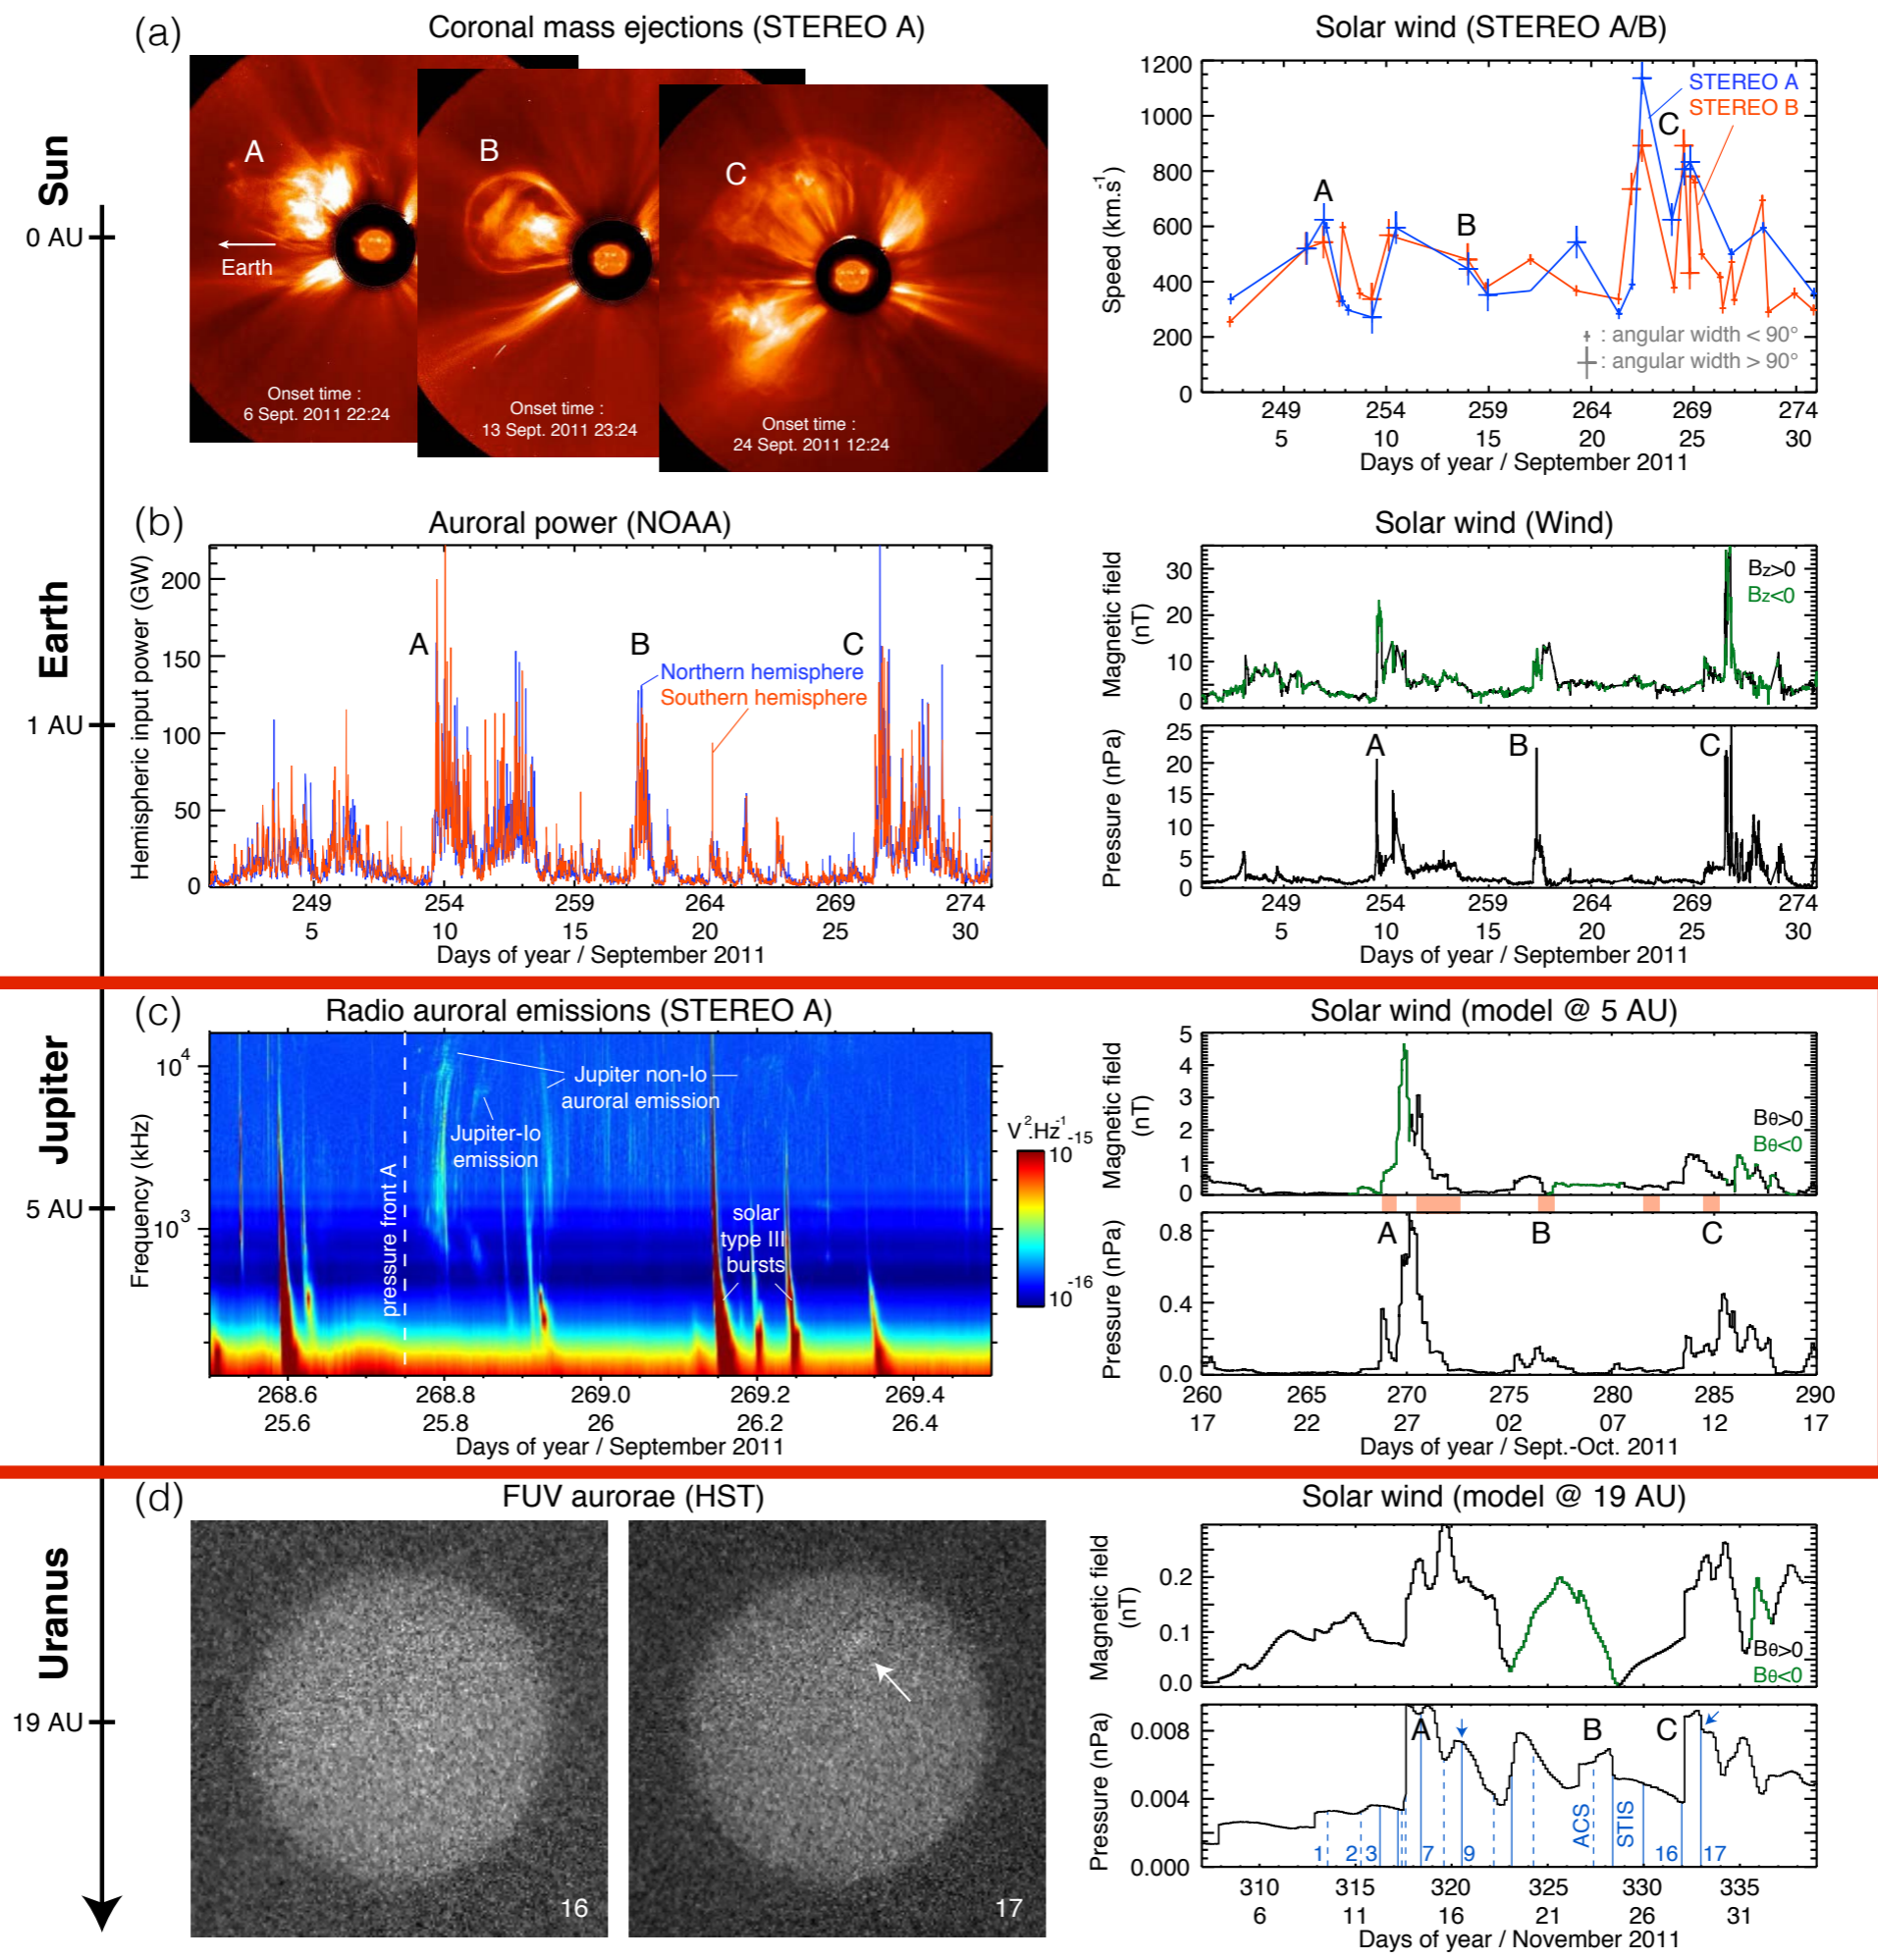 (a)
Coronal mass ejections (STEREO A)
Solar wind (STEREO A/B)
Sun
0 AU
A
Earth
Onset time :
6 Sept. 2011 22:24
B
Onset time :
13 Sept. 2011 23:24
C
Onset time :
24 Sept. 2011 12:24
Speed (km.s-1)
1200
1000
800
600
400
200
0
STEREO A
STEREO B
A
B
C
: angular width < 90°
: angular width > 90°
249 254 259 264 269 274
5 10 15 20 25 30
Days of year / September 2011
(b)
Auroral power (NOAA)
Solar wind (Wind)
Earth
1 AU
Hemispheric input power (GW)
200
150
100
50
0
A
B
C
Northern hemisphere
Southern hemisphere
249 254 259 264 269 274
5 10 15 20 25 30
Days of year / September 2011
Magnetic field
(nT)
30
20
10
0
Bz>0
Bz<0
Pressure (nPa)
25
20
15
10
5
0
A
B
C
249 254 259 264 269 274
5 10 15 20 25 30
Days of year / September 2011
(c)
Radio auroral emissions (STEREO A)
Solar wind (model @ 5 AU)
Jupiter
5 AU
Frequency (kHz)
10^4
10^3
pressure front A
Jupiter non-Io
auroral emission
Jupiter-Io
emission
solar
type III
bursts
V^2.Hz^-1
10^-15
10^-16
268.6 268.8 269.0 269.2 269.4
25.6 25.8 26 26.2 26.4
Days of year / September 2011
Magnetic field
(nT)
5
4
3
2
1
0
Bθ>0
Bθ<0
Pressure (nPa)
0.8
0.4
0.0
A
B
C
260 265 270 275 280 285 290
17 22 27 02 07 12 17
Days of year / Sept.-Oct. 2011
(d)
FUV aurorae (HST)
Solar wind (model @ 19 AU)
Uranus
19 AU
16
17
Magnetic field
(nT)
0.2
0.1
0.0
Bθ>0
Bθ<0
Pressure (nPa)
0.008
0.004
0.000
A
B
C
1 2 3 7 9
ACS
STIS
16 17
310 315 320 325 330 335
6 11 16 21 26 31
Days of year / November 2011